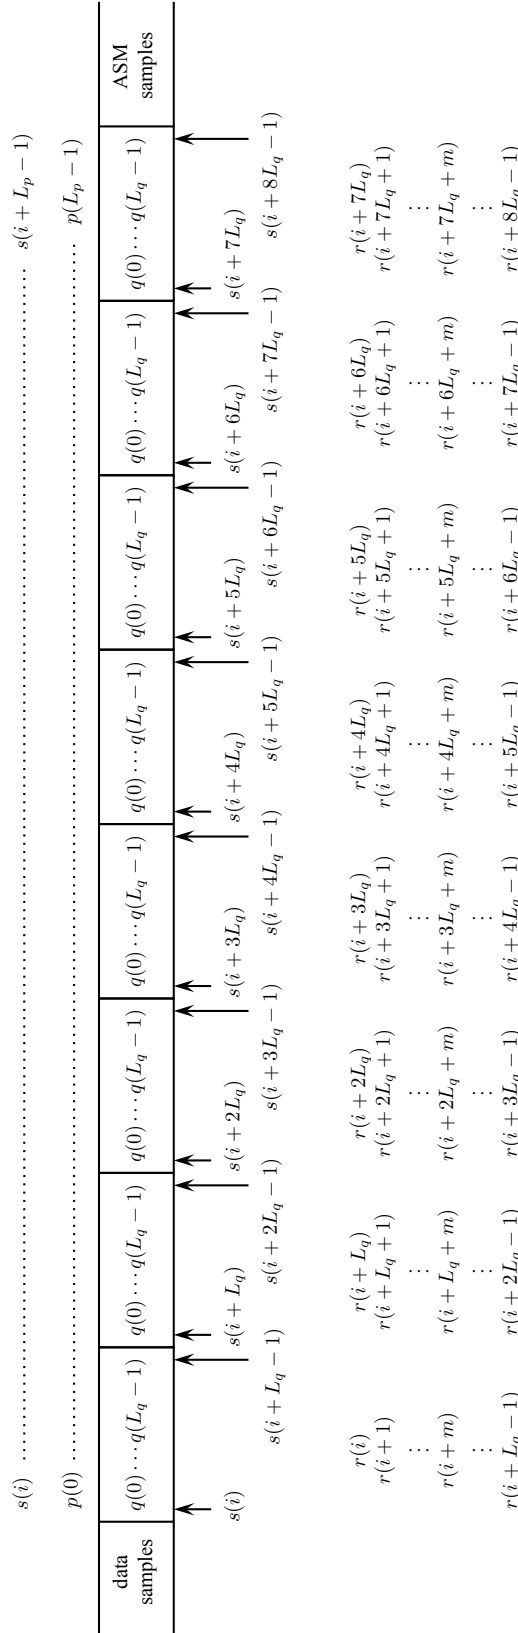 s(i) ........ s(i + L_p − 1)
p(0) ........ p(L_p − 1)
data samples | q(0) ⋯ q(L_q − 1) | q(0) ⋯ q(L_q − 1) | q(0) ⋯ q(L_q − 1) | q(0) ⋯ q(L_q − 1) | q(0) ⋯ q(L_q − 1) | q(0) ⋯ q(L_q − 1) | q(0) ⋯ q(L_q − 1) | q(0) ⋯ q(L_q − 1) | ASM samples
s(i) s(i + L_q) s(i + 2L_q) s(i + 3L_q) s(i + 4L_q) s(i + 5L_q) s(i + 6L_q) s(i + 7L_q)
s(i + L_q − 1) s(i + 2L_q − 1) s(i + 3L_q − 1) s(i + 4L_q − 1) s(i + 5L_q − 1) s(i + 6L_q − 1) s(i + 7L_q − 1) s(i + 8L_q − 1)
r(i) r(i + L_q) r(i + 2L_q) r(i + 3L_q) r(i + 4L_q) r(i + 5L_q) r(i + 6L_q) r(i + 7L_q)
r(i + 1) r(i + L_q + 1) r(i + 2L_q + 1) r(i + 3L_q + 1) r(i + 4L_q + 1) r(i + 5L_q + 1) r(i + 6L_q + 1) r(i + 7L_q + 1)
⋮ ⋮ ⋮ ⋮ ⋮ ⋮ ⋮ ⋮
r(i + m) r(i + L_q + m) r(i + 2L_q + m) r(i + 3L_q + m) r(i + 4L_q + m) r(i + 5L_q + m) r(i + 6L_q + m) r(i + 7L_q + m)
⋮ ⋮ ⋮ ⋮ ⋮ ⋮ ⋮ ⋮
r(i + L_q − 1) r(i + 2L_q − 1) r(i + 3L_q − 1) r(i + 4L_q − 1) r(i + 5L_q − 1) r(i + 6L_q − 1) r(i + 7L_q − 1) r(i + 8L_q − 1)